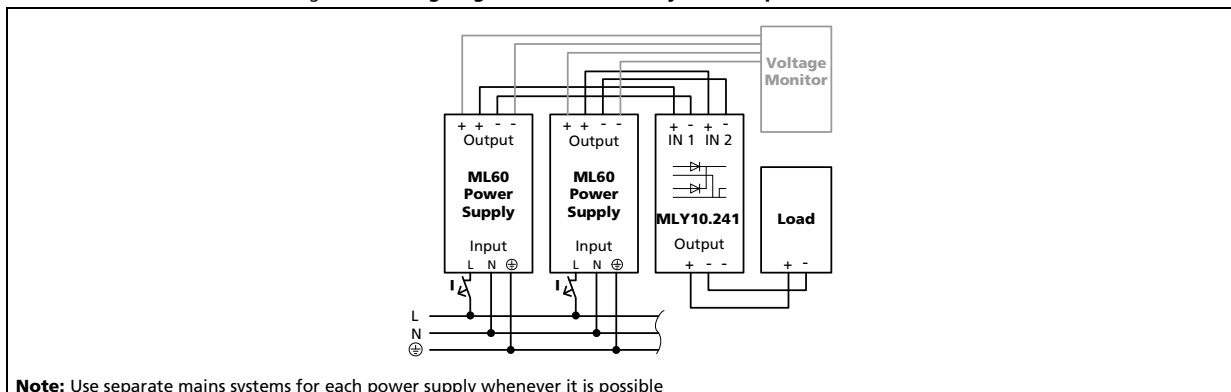 Voltage
Monitor
+ + - -
Output
ML60
Power
Supply
Input
L N
+ + - -
Output
ML60
Power
Supply
Input
L N
+ - + -
IN 1 IN 2
MLY10.241
Output
+ - -
Load
+ -
I
I
L
N
Note: Use separate mains systems for each power supply whenever it is possible